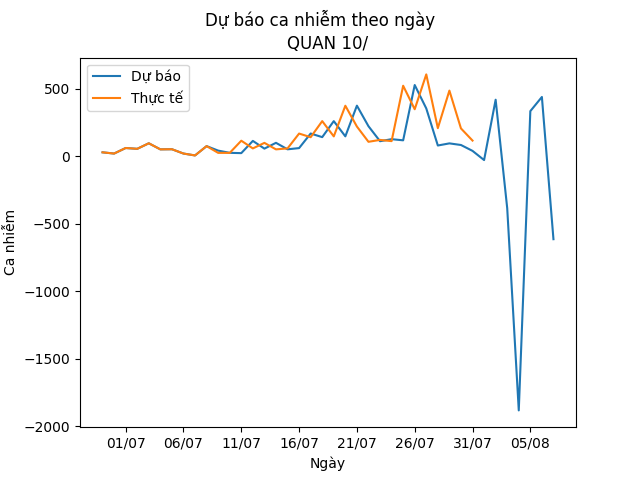 Dự báo ca nhiễm theo ngày
QUAN 10/
Dự báo
Thực tế
500
0
−500
−1000
−1500
−2000
Ca nhiễm
01/07 06/07 11/07 16/07 21/07 26/07 31/07 05/08
Ngày